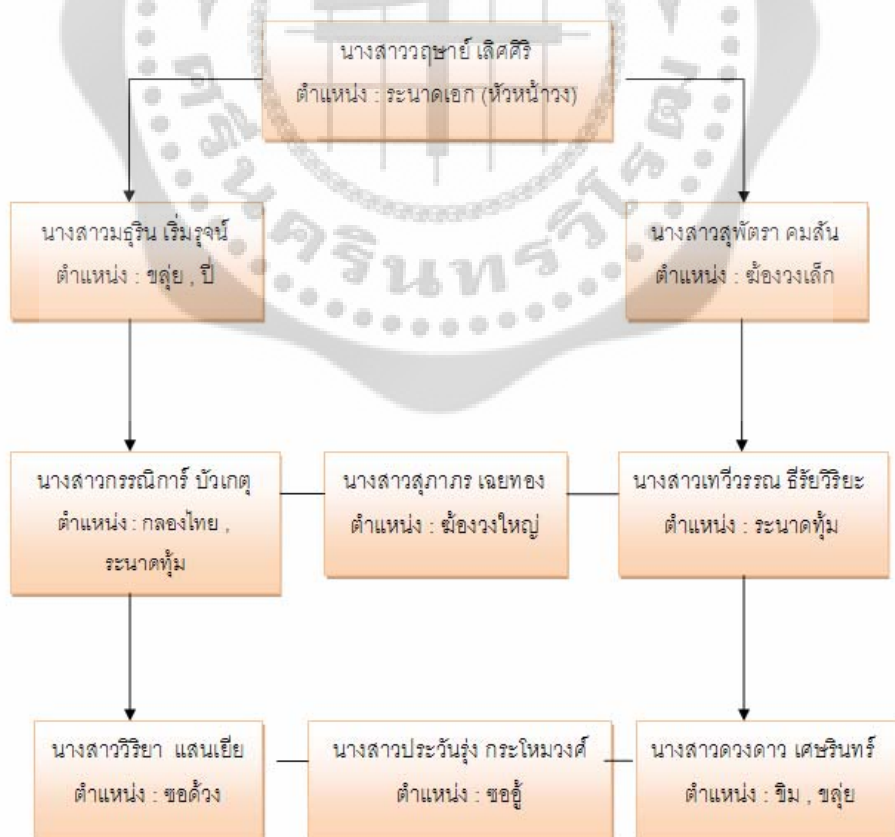 นางสาววฤษาย์ เลิศศิริ
ตำแหน่ง : ระนาดเอก (หัวหน้าวง)
นางสาวมธุริน เริ่มรุจน์
ตำแหน่ง : ขลุ่ย , ปี่
นางสาวสุพัตรา คมสัน
ตำแหน่ง : ฆ้องวงเล็ก
นางสาวกรรณิการ์ บัวเกตุ
ตำแหน่ง : กลองไทย ,
ระนาดทุ้ม
นางสาวสุภาภร เฉยทอง
ตำแหน่ง : ฆ้องวงใหญ่
นางสาวเทวีวรรณ ธีรัยวิริยะ
ตำแหน่ง : ระนาดทุ้ม
นางสาววิริยา แสนเยีย
ตำแหน่ง : ซอด้วง
นางสาวประวันรุ่ง กระโหมวงศ์
ตำแหน่ง : ซออู้
นางสาวดวงดาว เศษรินทร์
ตำแหน่ง : ขิม , ขลุ่ย
ศรีนครินทรวิโรฒ